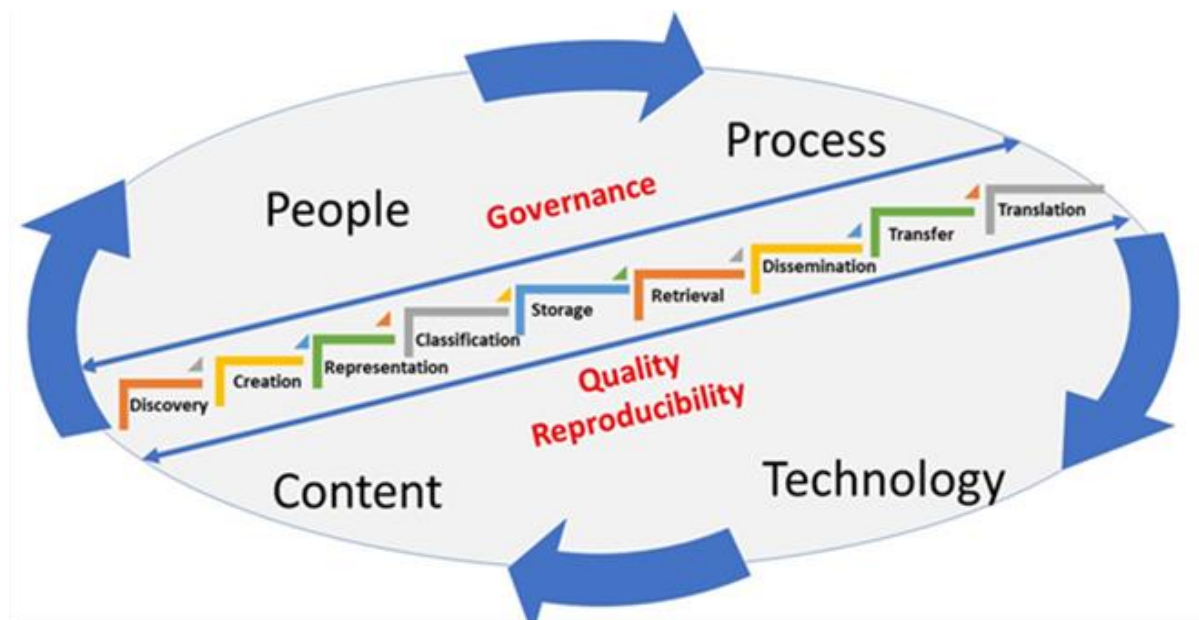 Process
People
Governance
Translation
Transfer
Dissemination
Retrieval
Storage
Classification
Representation
Creation
Discovery
Quality
Reproducibility
Content
Technology